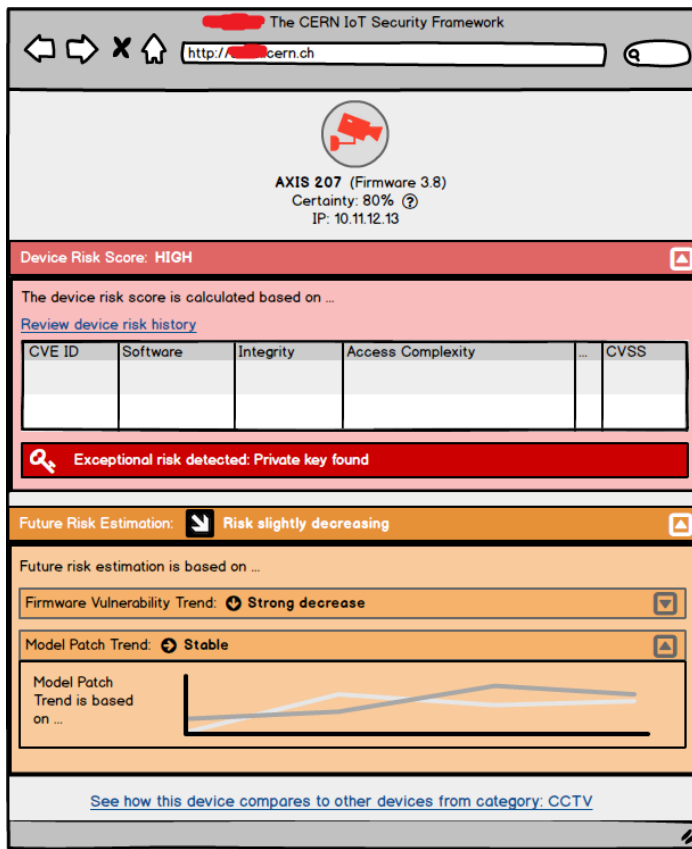 The CERN IoT Security Framework
http:// cern.ch
AXIS 207 (Firmware 3.8)
Certainty: 80% ?
IP: 10.11.12.13
Device Risk Score: HIGH
The device risk score is calculated based on ...
Review device risk history
CVE ID Software Integrity Access Complexity ... CVSS
Exceptional risk detected: Private key found
Future Risk Estimation: Risk slightly decreasing
Future risk estimation is based on ...
Firmware Vulnerability Trend: Strong decrease
Model Patch Trend: Stable
Model Patch
Trend is based
on ...
See how this device compares to other devices from category: CCTV